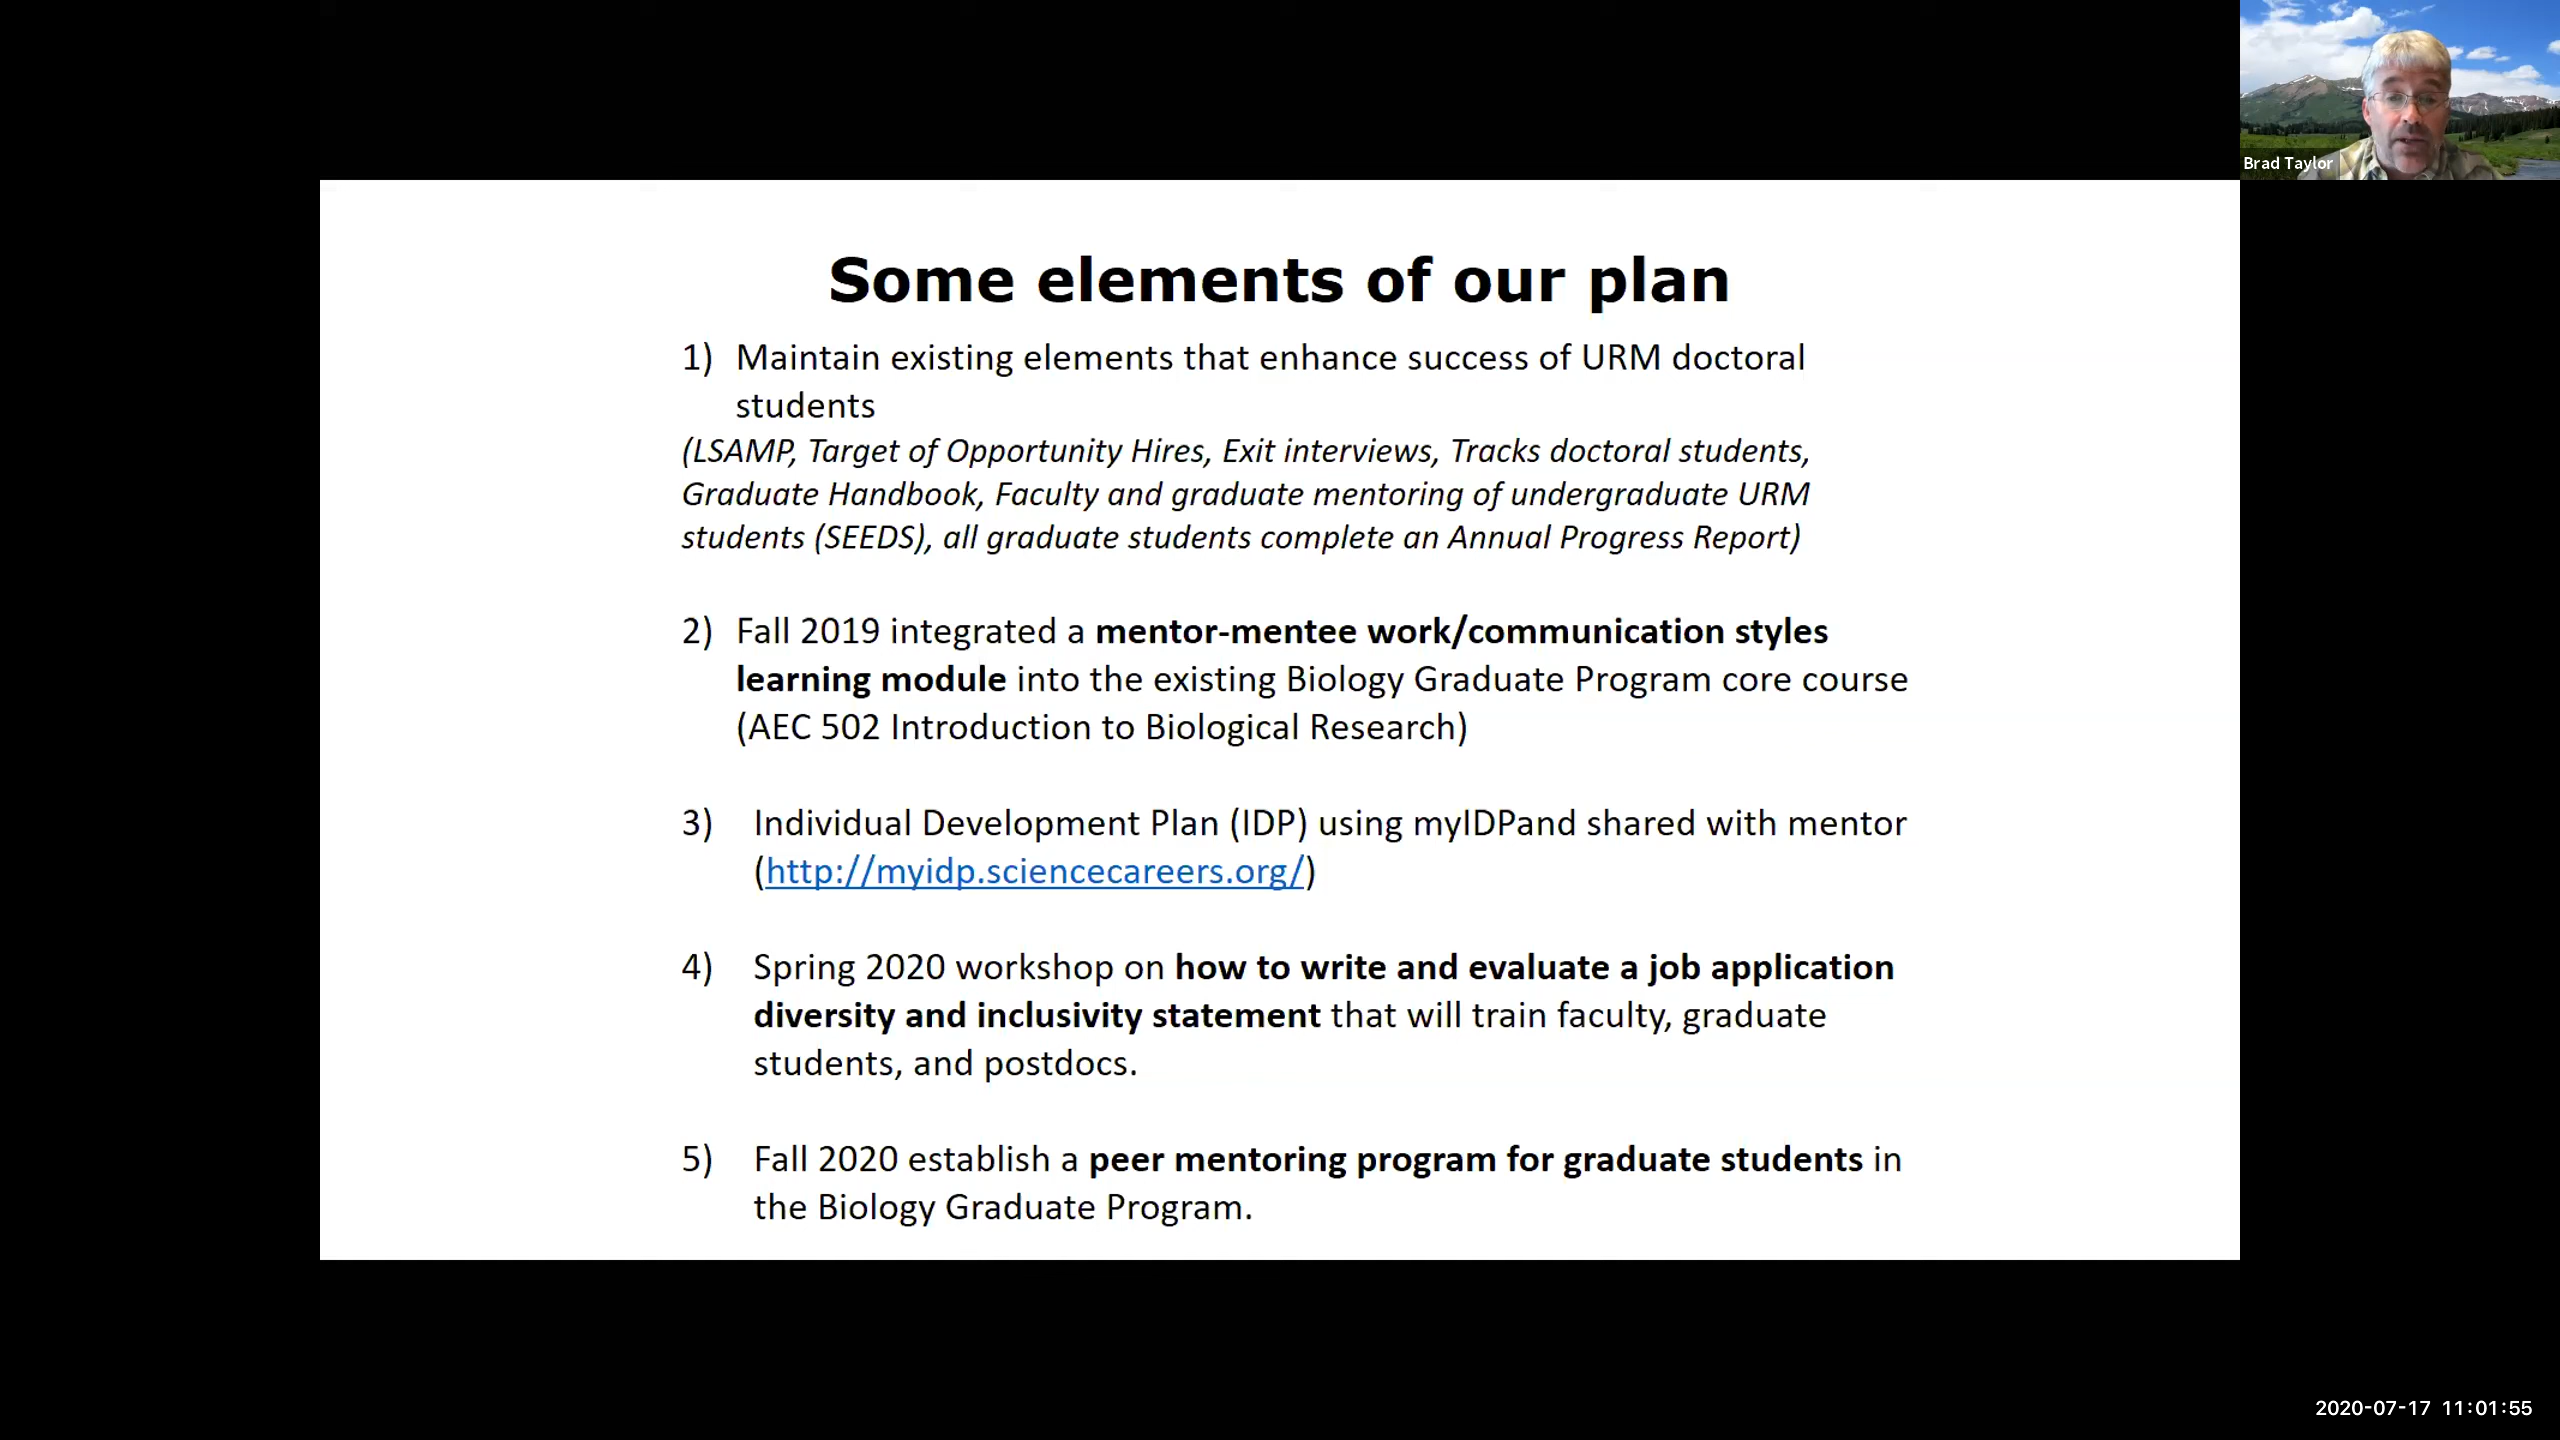 Brad Taylor
Some elements of our plan
1) Maintain existing elements that enhance success of URM doctoral
students
(LSAMP, Target of Opportunity Hires, Exit interviews, Tracks doctoral students,
Graduate Handbook, Faculty and graduate mentoring of undergraduate URM
students (SEEDS), all graduate students complete an Annual Progress Report)
2) Fall 2019 integrated a mentor-mentee work/communication styles
learning module into the existing Biology Graduate Program core course
(AEC 502 Introduction to Biological Research)
3) Individual Development Plan (IDP) using myIDPand shared with mentor
(http://myidp.sciencecareers.org/)
4) Spring 2020 workshop on how to write and evaluate a job application
diversity and inclusivity statement that will train faculty, graduate
students, and postdocs.
5) Fall 2020 establish a peer mentoring program for graduate students in
the Biology Graduate Program.
2020-07-17 11:01:55